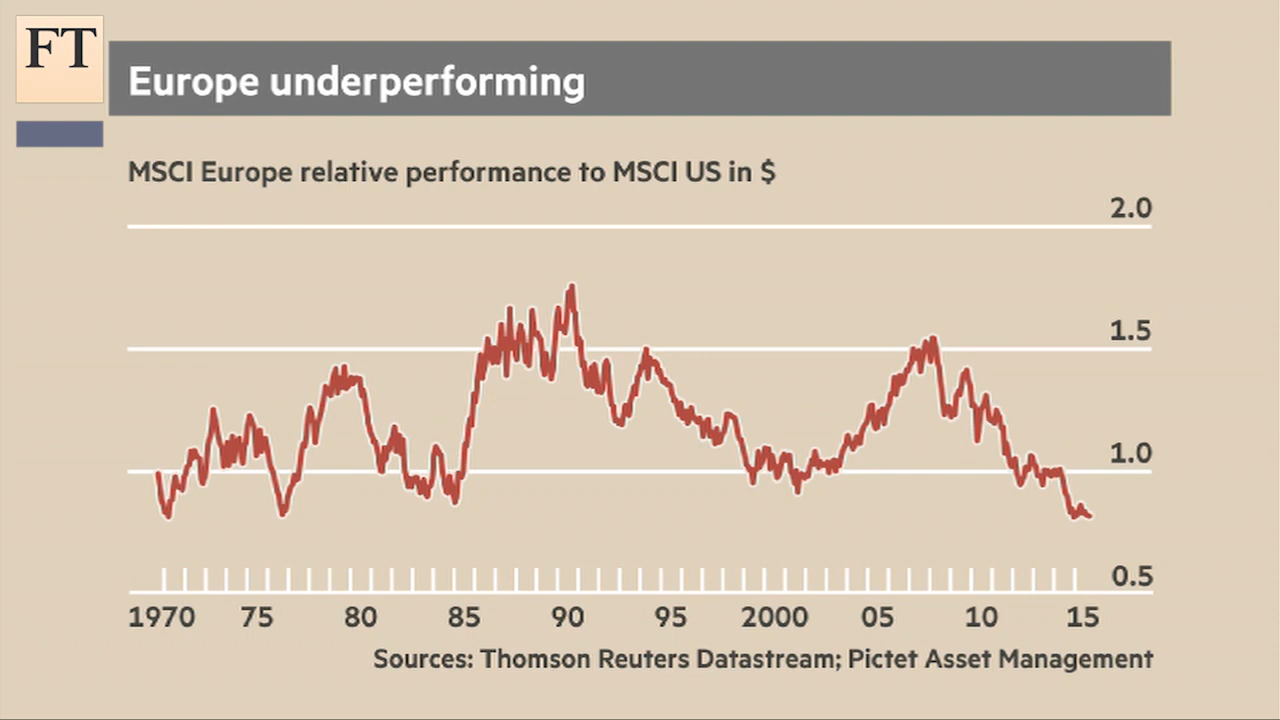 FT
Europe underperforming
MSCI Europe relative performance to MSCI US in $
2.0
1.5
1.0
0.5
1970 75 80 85 90 95 2000 05 10 15
Sources: Thomson Reuters Datastream; Pictet Asset Management